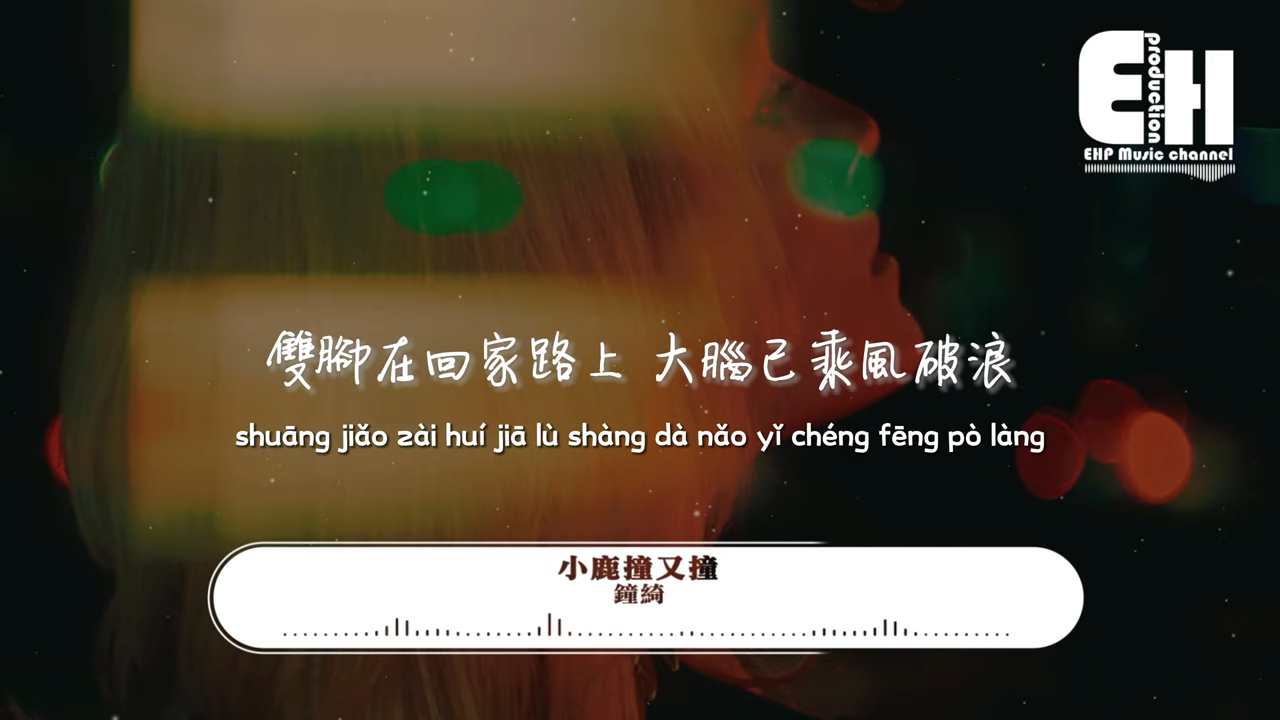 EH
production
EHP Music channel
雙腳在回家路上 大腦已乘風破浪
shuāng jiǎo zài huí jiā lù shàng dà nǎo yǐ chéng fēng pò làng
小鹿撞又撞
鐘綺